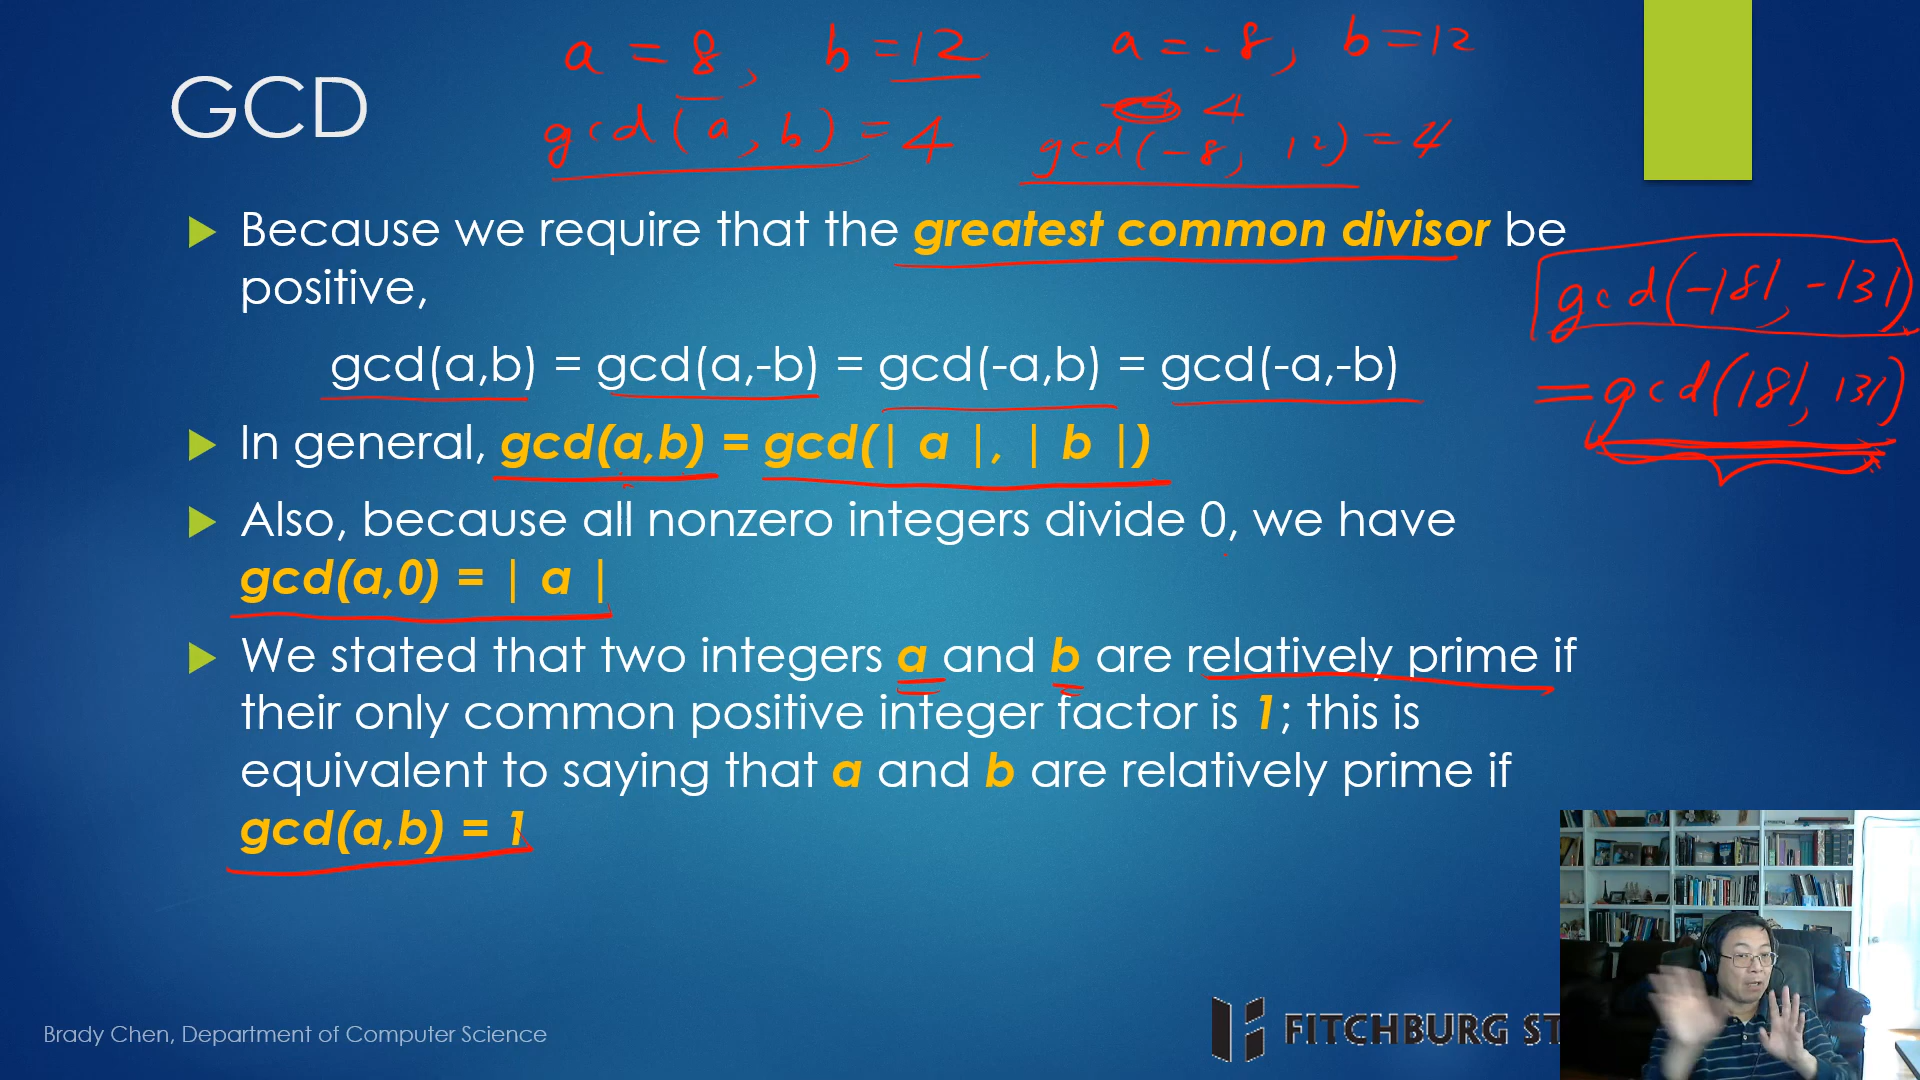 a = 8, b = 12 a = -8, b = 12
GCD
4
gcd(a, b) = 4 gcd(-8, 12) = 4
Because we require that the greatest common divisor be
positive,
gcd(-181, -131)
gcd(a,b) = gcd(a,-b) = gcd(-a,b) = gcd(-a,-b)
= gcd(181, 131)
In general, gcd(a,b) = gcd(| a |, | b |)
Also, because all nonzero integers divide 0, we have
gcd(a,0) = | a |
We stated that two integers a and b are relatively prime if
their only common positive integer factor is 1; this is
equivalent to saying that a and b are relatively prime if
gcd(a,b) = 1
Brady Chen, Department of Computer Science
FITCHBURG ST